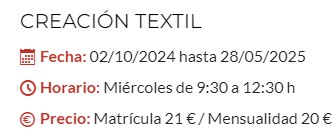 CREACIÓN TEXTIL
Fecha: 02/10/2024 hasta 28/05/2025
Horario: Miércoles de 9:30 a 12:30 h
Precio: Matrícula 21 € / Mensualidad 20 €